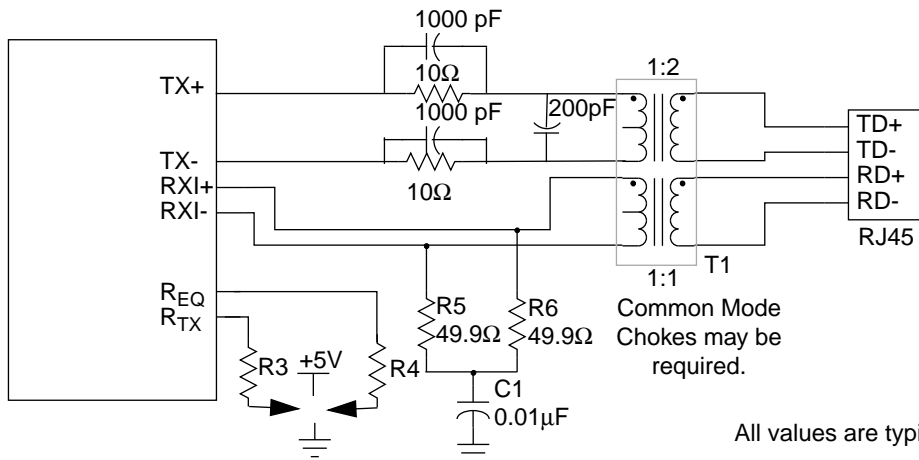 1000 pF
10Ω
1:2
TX+
1000 pF
200pF
TD+
TD-
RD+
RD-
RJ45
TX-
10Ω
RXI+
RXI-
1:1
T1
REQ
RTX
R5
49.9Ω
R6
49.9Ω
Common Mode
Chokes may be
required.
R3
+5V
R4
C1
0.01µF
All values are typi